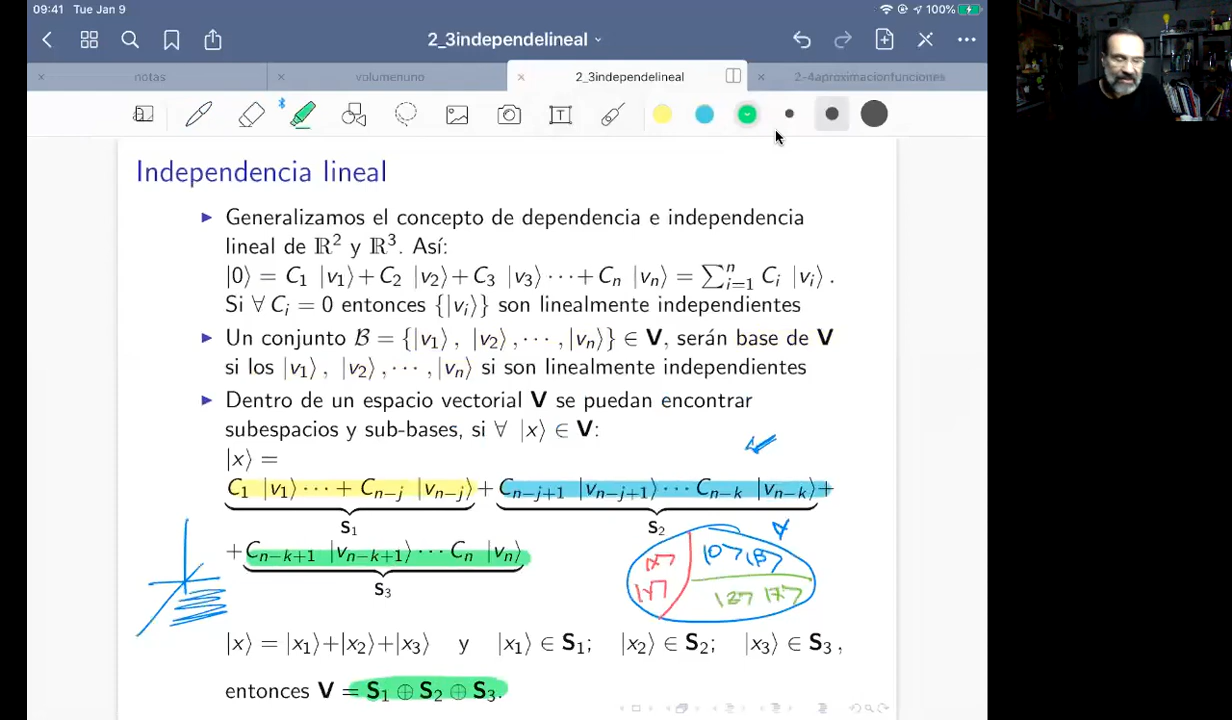 09:41 Tue Jan 9
100%
2_3independelineal
notas
volumenuno
2_3independelineal
2-4aproximacionfunciones
Independencia lineal
Generalizamos el concepto de dependencia e independencia
lineal de ℝ² y ℝ³. Así:
|0⟩ = C₁ |v₁⟩ + C₂ |v₂⟩ + C₃ |v₃⟩ ··· + Cₙ |vₙ⟩ = ∑ᵢ₌₁ⁿ Cᵢ |vᵢ⟩ .
Si ∀ Cᵢ = 0 entonces {|vᵢ⟩} son linealmente independientes
Un conjunto ℬ = {|v₁⟩ , |v₂⟩ , ··· , |vₙ⟩} ∈ V, serán base de V
si los |v₁⟩ , |v₂⟩ , ··· , |vₙ⟩ si son linealmente independientes
Dentro de un espacio vectorial V se puedan encontrar
subespacios y sub-bases, si ∀ |x⟩ ∈ V:
|x⟩ =
C₁ |v₁⟩ ··· + Cₙ₋ⱼ |vₙ₋ⱼ⟩ + Cₙ₋ⱼ₊₁ |vₙ₋ⱼ₊₁⟩ ··· Cₙ₋ₖ |vₙ₋ₖ⟩ +
S₁ S₂
+ Cₙ₋ₖ₊₁ |vₙ₋ₖ₊₁⟩ ··· Cₙ |vₙ⟩
S₃
|x⟩ = |x₁⟩+|x₂⟩+|x₃⟩ y |x₁⟩ ∈ S₁; |x₂⟩ ∈ S₂; |x₃⟩ ∈ S₃ ,
entonces V = S₁ ⊕ S₂ ⊕ S₃.